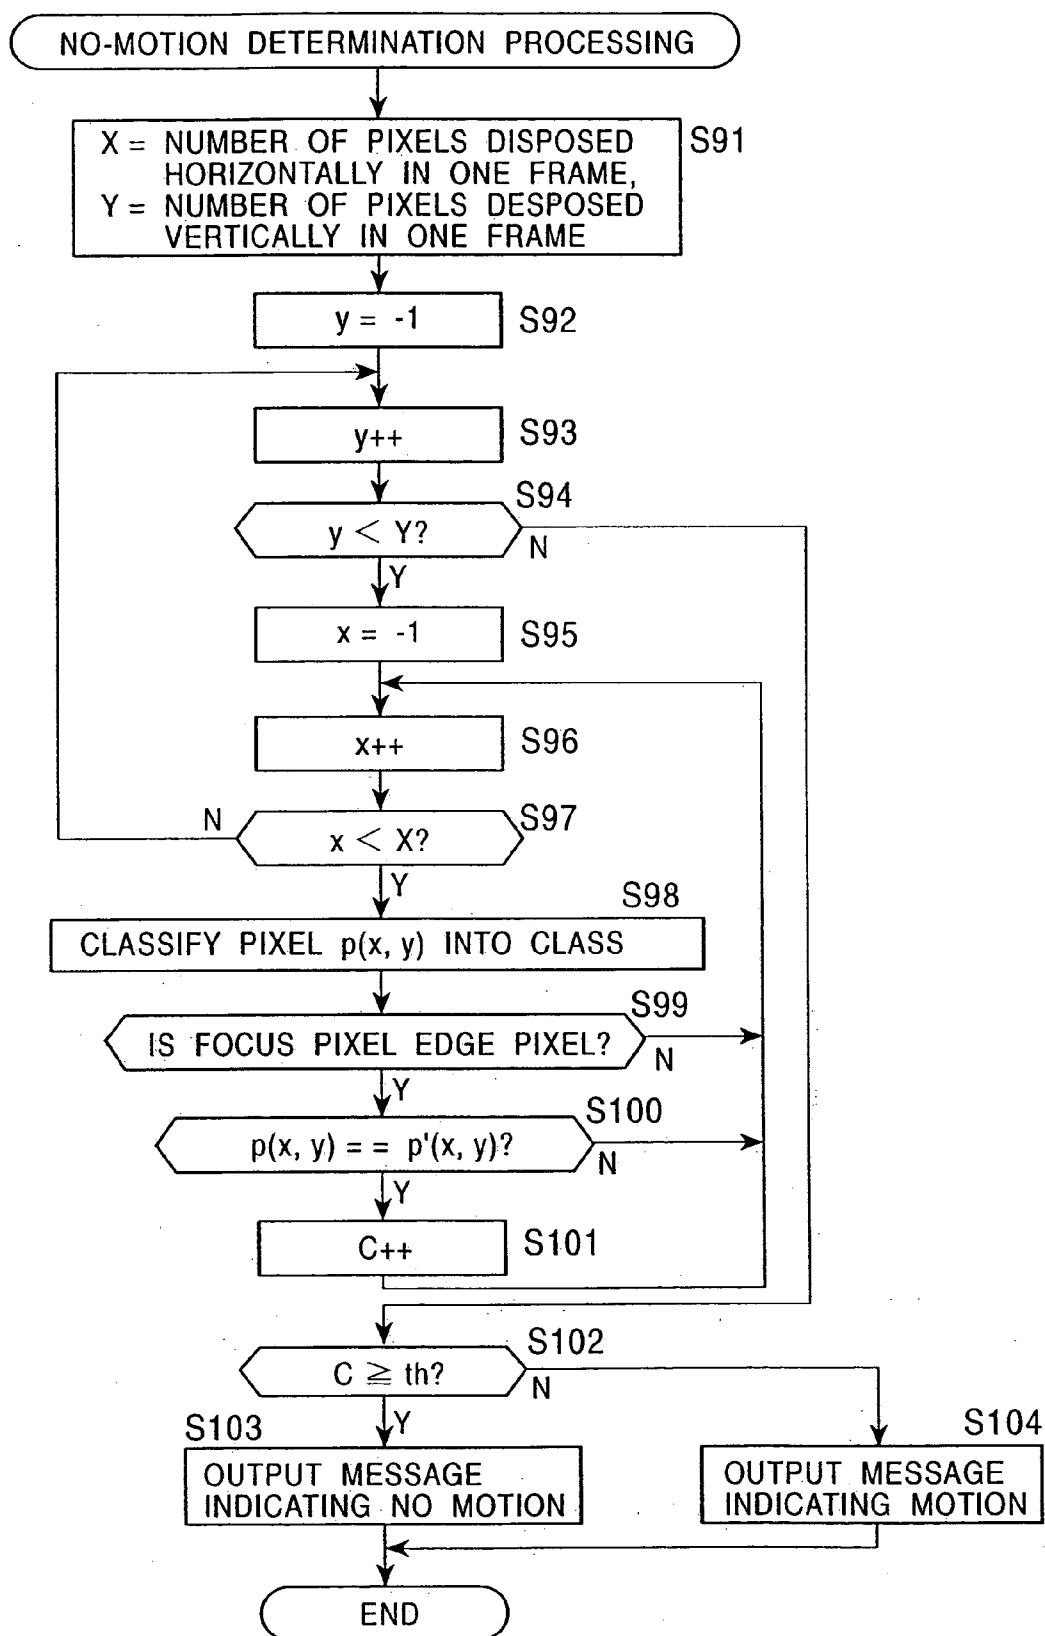 NO-MOTION DETERMINATION PROCESSING
X = NUMBER OF PIXELS DISPOSED
HORIZONTALLY IN ONE FRAME,
Y = NUMBER OF PIXELS DESPOSED
VERTICALLY IN ONE FRAME
S91
y = -1
S92
y++
S93
S94
y < Y?
N
Y
x = -1
S95
x++
S96
N
x < X?
S97
Y
S98
CLASSIFY PIXEL p(x, y) INTO CLASS
S99
IS FOCUS PIXEL EDGE PIXEL?
N
Y
S100
p(x, y) = = p'(x, y)?
N
Y
C++
S101
S102
C ≧ th?
N
Y
S103
OUTPUT MESSAGE
INDICATING NO MOTION
S104
OUTPUT MESSAGE
INDICATING MOTION
END